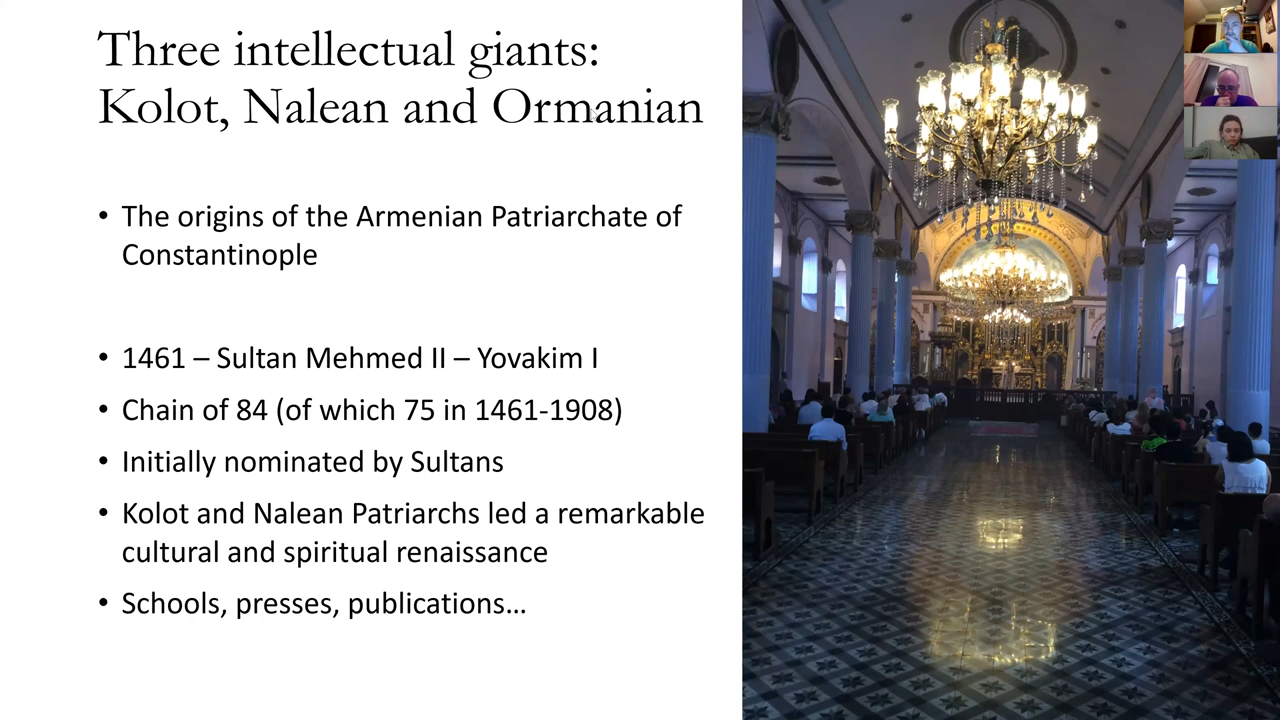 Three intellectual giants:
Kolot, Nalean and Ormanian
• The origins of the Armenian Patriarchate of
Constantinople
• 1461 – Sultan Mehmed II – Yovakim I
• Chain of 84 (of which 75 in 1461-1908)
• Initially nominated by Sultans
• Kolot and Nalean Patriarchs led a remarkable
cultural and spiritual renaissance
• Schools, presses, publications…